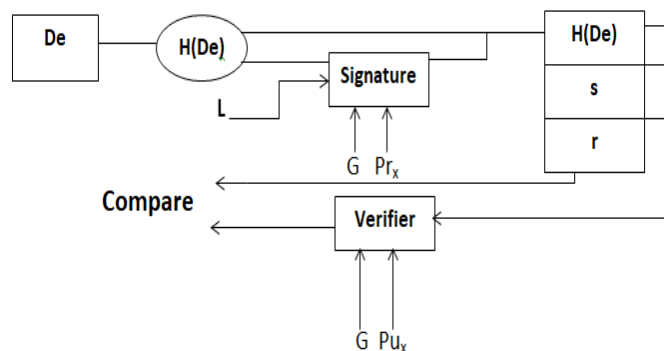 De
H(De)
H(De)
Signature
s
L
r
G Prₓ
Compare
Verifier
G Puₓ